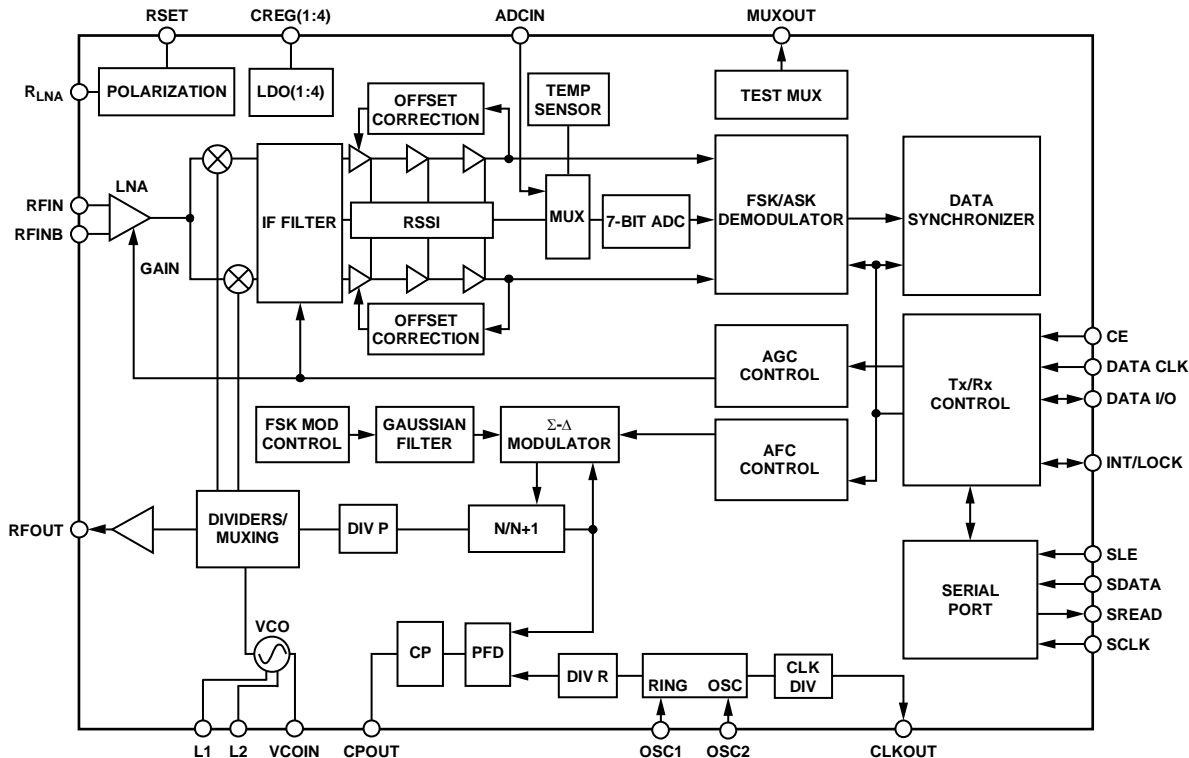 RSET
CREG(1:4)
ADCIN
MUXOUT
RLNA
POLARIZATION
LDO(1:4)
OFFSET
CORRECTION
TEMP
SENSOR
TEST MUX
LNA
RFIN
RFINB
GAIN
IF FILTER
RSSI
MUX
7-BIT ADC
FSK/ASK
DEMODULATOR
DATA
SYNCHRONIZER
OFFSET
CORRECTION
AGC
CONTROL
Tx/Rx
CONTROL
CE
DATA CLK
DATA I/O
INT/LOCK
FSK MOD
CONTROL
GAUSSIAN
FILTER
Σ-Δ
MODULATOR
AFC
CONTROL
RFOUT
DIVIDERS/
MUXING
DIV P
N/N+1
SERIAL
PORT
SLE
SDATA
SREAD
SCLK
VCO
CP
PFD
DIV R
RING
OSC
CLK
DIV
L1
L2
VCOIN
CPOUT
OSC1
OSC2
CLKOUT